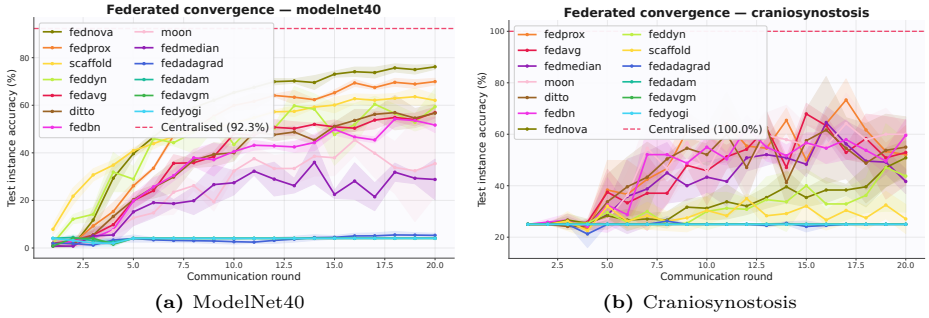 Federated convergence — modelnet40
Test instance accuracy (%)
80
60
40
20
0
fednova
fedprox
scaffold
feddyn
fedavg
ditto
fedbn
moon
fedmedian
fedadagrad
fedadam
fedavgm
fedyogi
Centralised (92.3%)
2.5 5.0 7.5 10.0 12.5 15.0 17.5 20.0
Communication round
(a) ModelNet40
Federated convergence — craniosynostosis
Test instance accuracy (%)
100
80
60
40
20
fedprox
fedavg
fedmedian
moon
ditto
fedbn
fednova
feddyn
scaffold
fedadagrad
fedadam
fedavgm
fedyogi
Centralised (100.0%)
2.5 5.0 7.5 10.0 12.5 15.0 17.5 20.0
Communication round
(b) Craniosynostosis